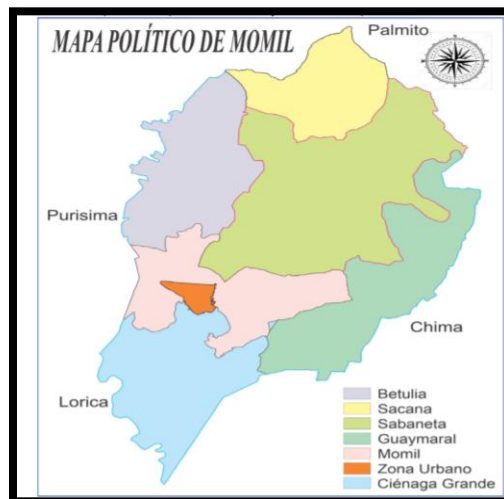 Palmito
MAPA POLÍTICO DE MOMIL
Purisima
Chima
Lorica
Betulia
Sacana
Sabaneta
Guaymaral
Momil
Zona Urbano
Ciénaga Grande